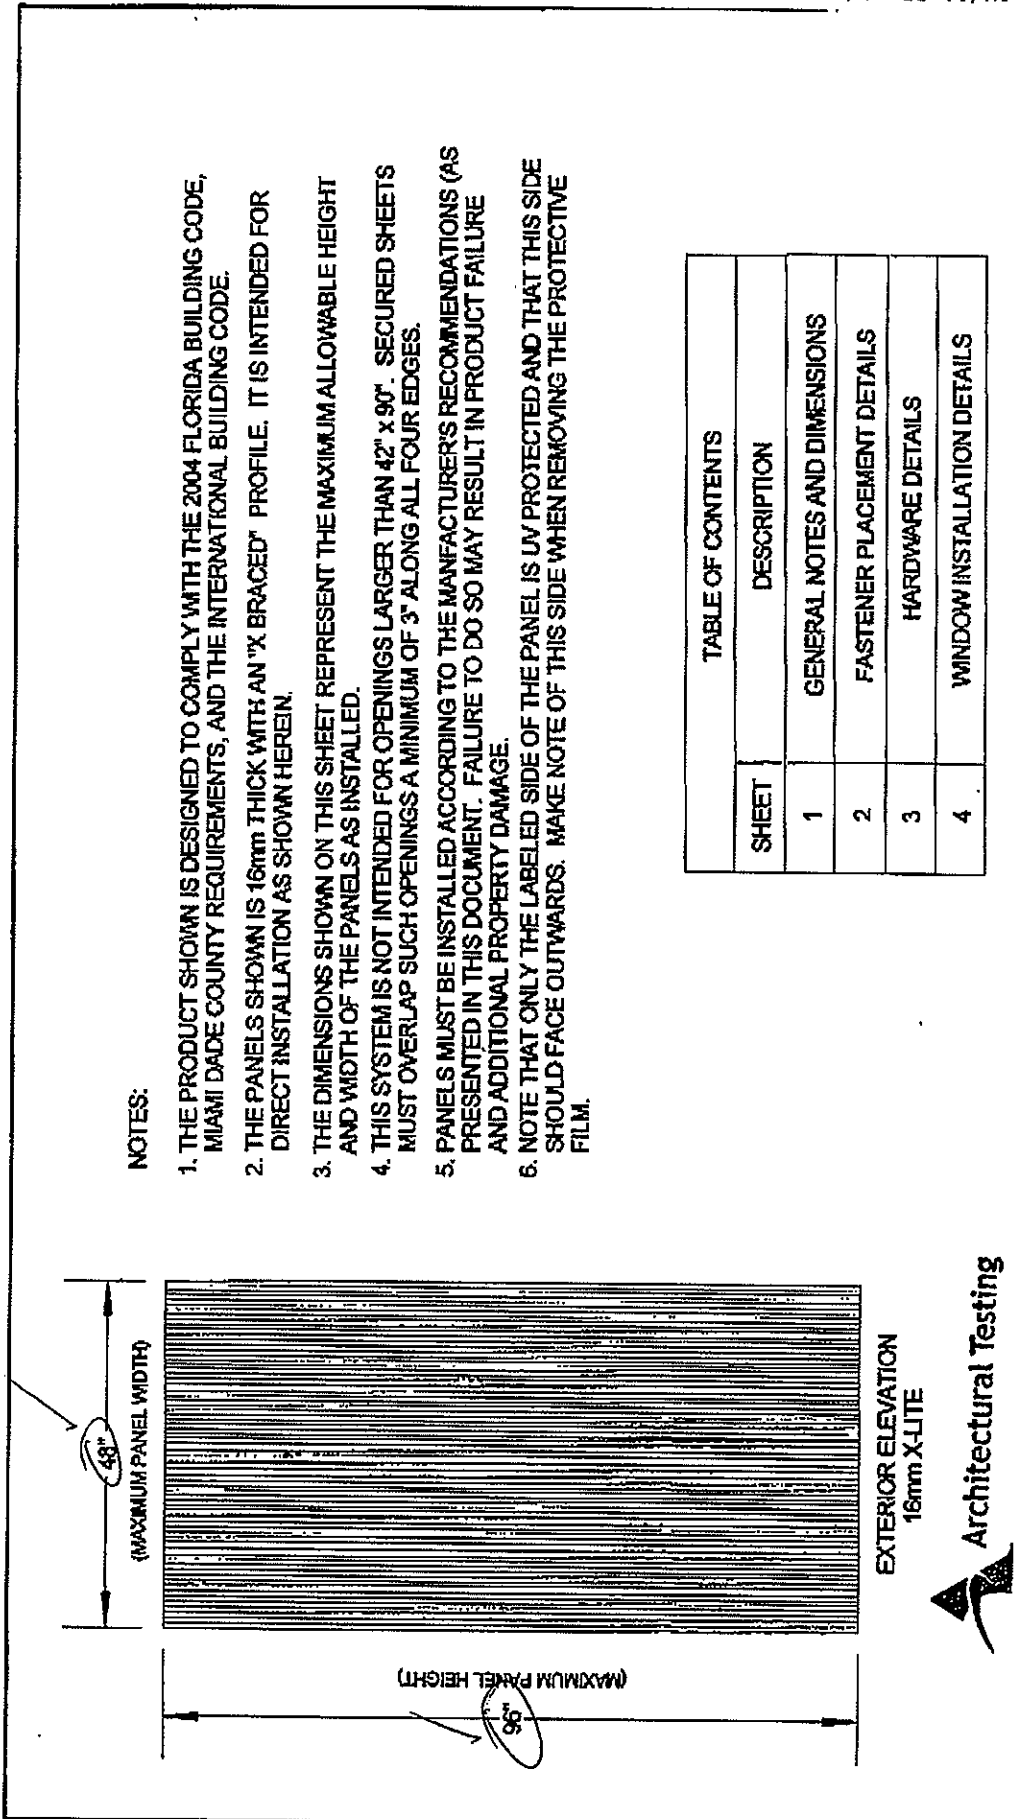 48"
(MAXIMUM PANEL WIDTH)
96"
(MAXIMUM PANEL HEIGHT)
EXTERIOR ELEVATION
16mm X-LITE
Architectural Testing
NOTES:
1. THE PRODUCT SHOWN IS DESIGNED TO COMPLY WITH THE 2004 FLORIDA BUILDING CODE,
MIAMI DADE COUNTY REQUIREMENTS, AND THE INTERNATIONAL BUILDING CODE.
2. THE PANELS SHOWN IS 16mm THICK WITH AN "X BRACED" PROFILE. IT IS INTENDED FOR
DIRECT INSTALLATION AS SHOWN HEREIN.
3. THE DIMENSIONS SHOWN ON THIS SHEET REPRESENT THE MAXIMUM ALLOWABLE HEIGHT
AND WIDTH OF THE PANELS AS INSTALLED.
4. THIS SYSTEM IS NOT INTENDED FOR OPENINGS LARGER THAN 42" x 90". SECURED SHEETS
MUST OVERLAP SUCH OPENINGS A MINIMUM OF 3" ALONG ALL FOUR EDGES.
5. PANELS MUST BE INSTALLED ACCORDING TO THE MANFACTURER'S RECOMMENDATIONS (AS
PRESENTED IN THIS DOCUMENT. FAILURE TO DO SO MAY RESULT IN PRODUCT FAILURE
AND ADDITIONAL PROPERTY DAMAGE.
6. NOTE THAT ONLY THE LABELED SIDE OF THE PANEL IS UV PROTECTED AND THAT THIS SIDE
SHOULD FACE OUTWARDS. MAKE NOTE OF THIS SIDE WHEN REMOVING THE PROTECTIVE
FILM.
TABLE OF CONTENTS
SHEET DESCRIPTION
1 GENERAL NOTES AND DIMENSIONS
2 FASTENER PLACEMENT DETAILS
3 HARDWARE DETAILS
4 WINDOW INSTALLATION DETAILS